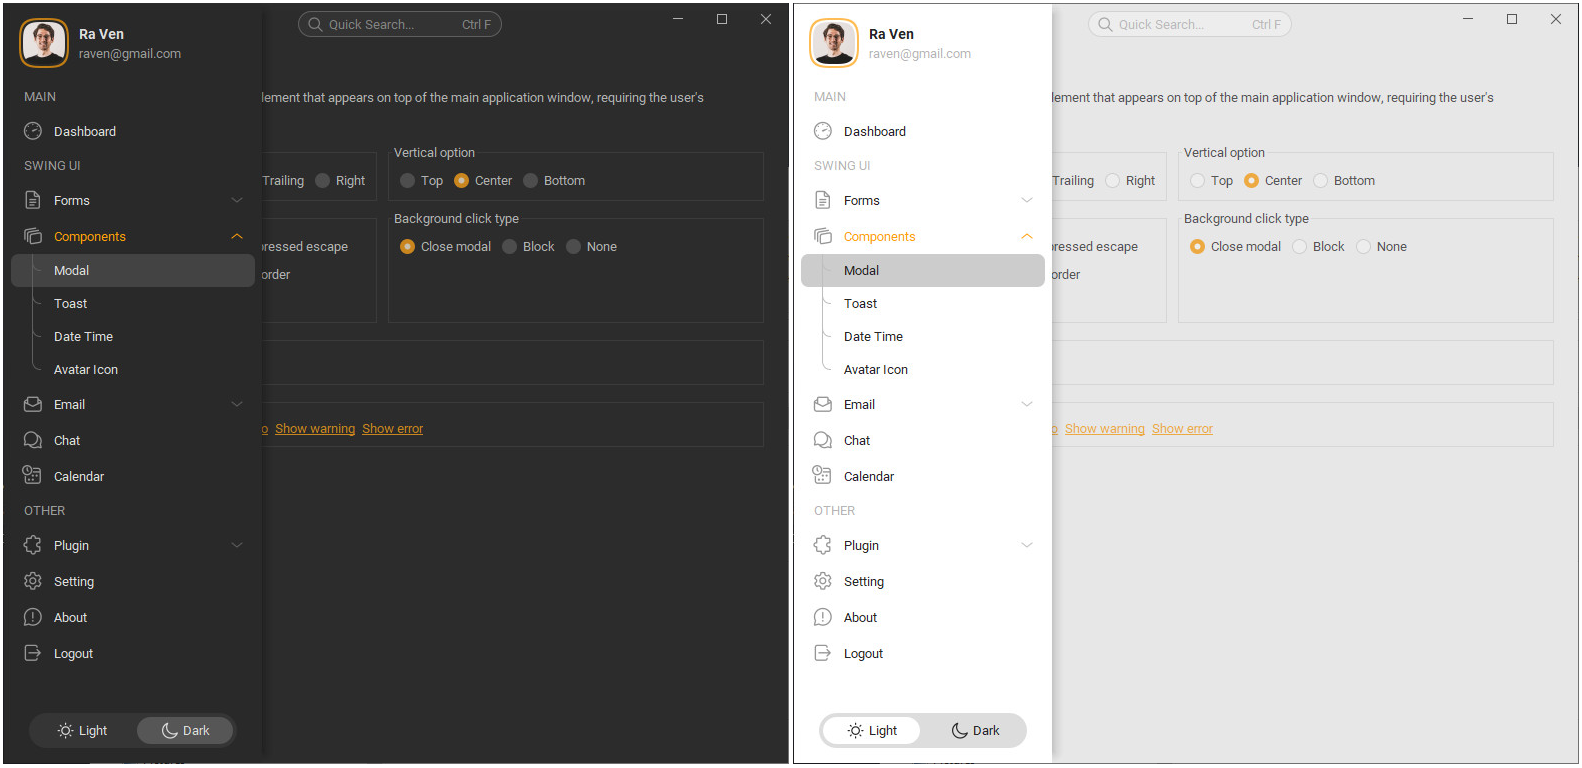 Ra Ven
raven@gmail.com
MAIN
Dashboard
SWING UI
Forms
Components
Modal
Toast
Date Time
Avatar Icon
Email
Chat
Calendar
OTHER
Plugin
Setting
About
Logout
Light Dark
Quick Search... Ctrl F
lement that appears on top of the main application window, requiring the user's
Trailing Right
Vertical option
Top Center Bottom
ressed escape
order
Background click type
Close modal Block None
o Show warning Show error
Ra Ven
raven@gmail.com
MAIN
Dashboard
SWING UI
Forms
Components
Modal
Toast
Date Time
Avatar Icon
Email
Chat
Calendar
OTHER
Plugin
Setting
About
Logout
Light Dark
Quick Search... Ctrl F
lement that appears on top of the main application window, requiring the user's
Trailing Right
Vertical option
Top Center Bottom
ressed escape
order
Background click type
Close modal Block None
o Show warning Show error